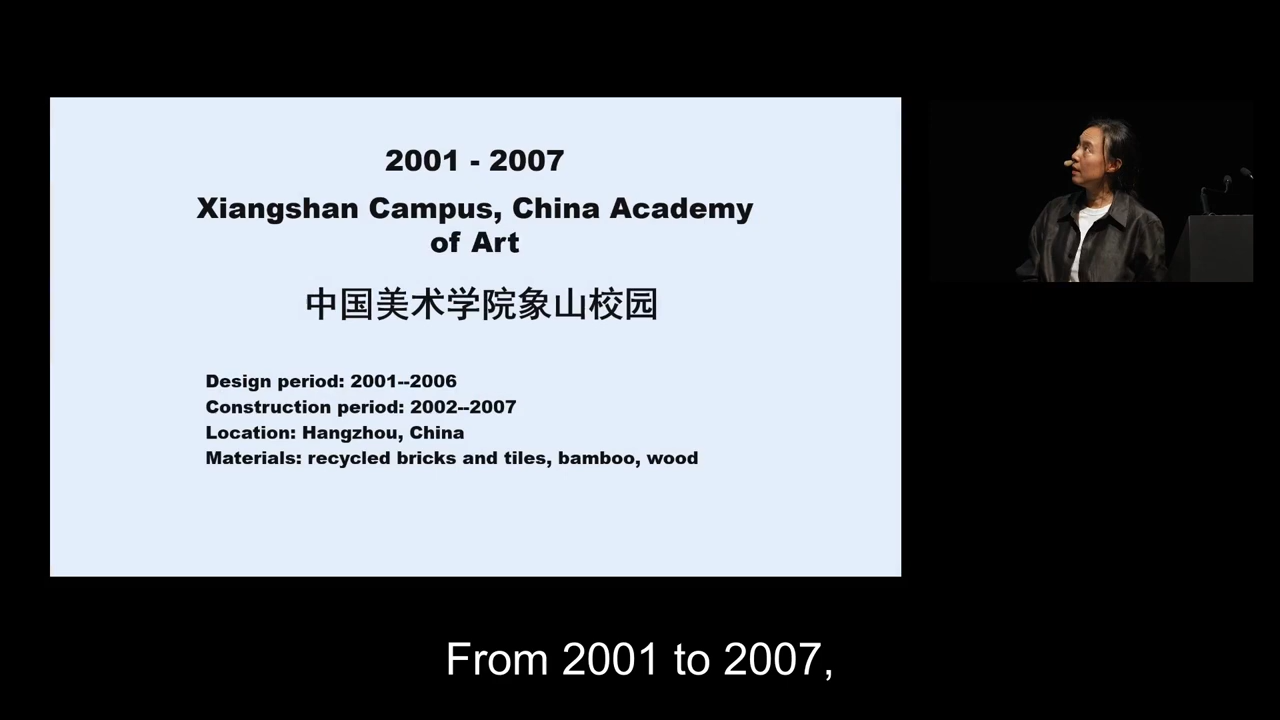 2001 - 2007
Xiangshan Campus, China Academy
of Art
中国美术学院象山校园
Design period: 2001--2006
Construction period: 2002--2007
Location: Hangzhou, China
Materials: recycled bricks and tiles, bamboo, wood
From 2001 to 2007,